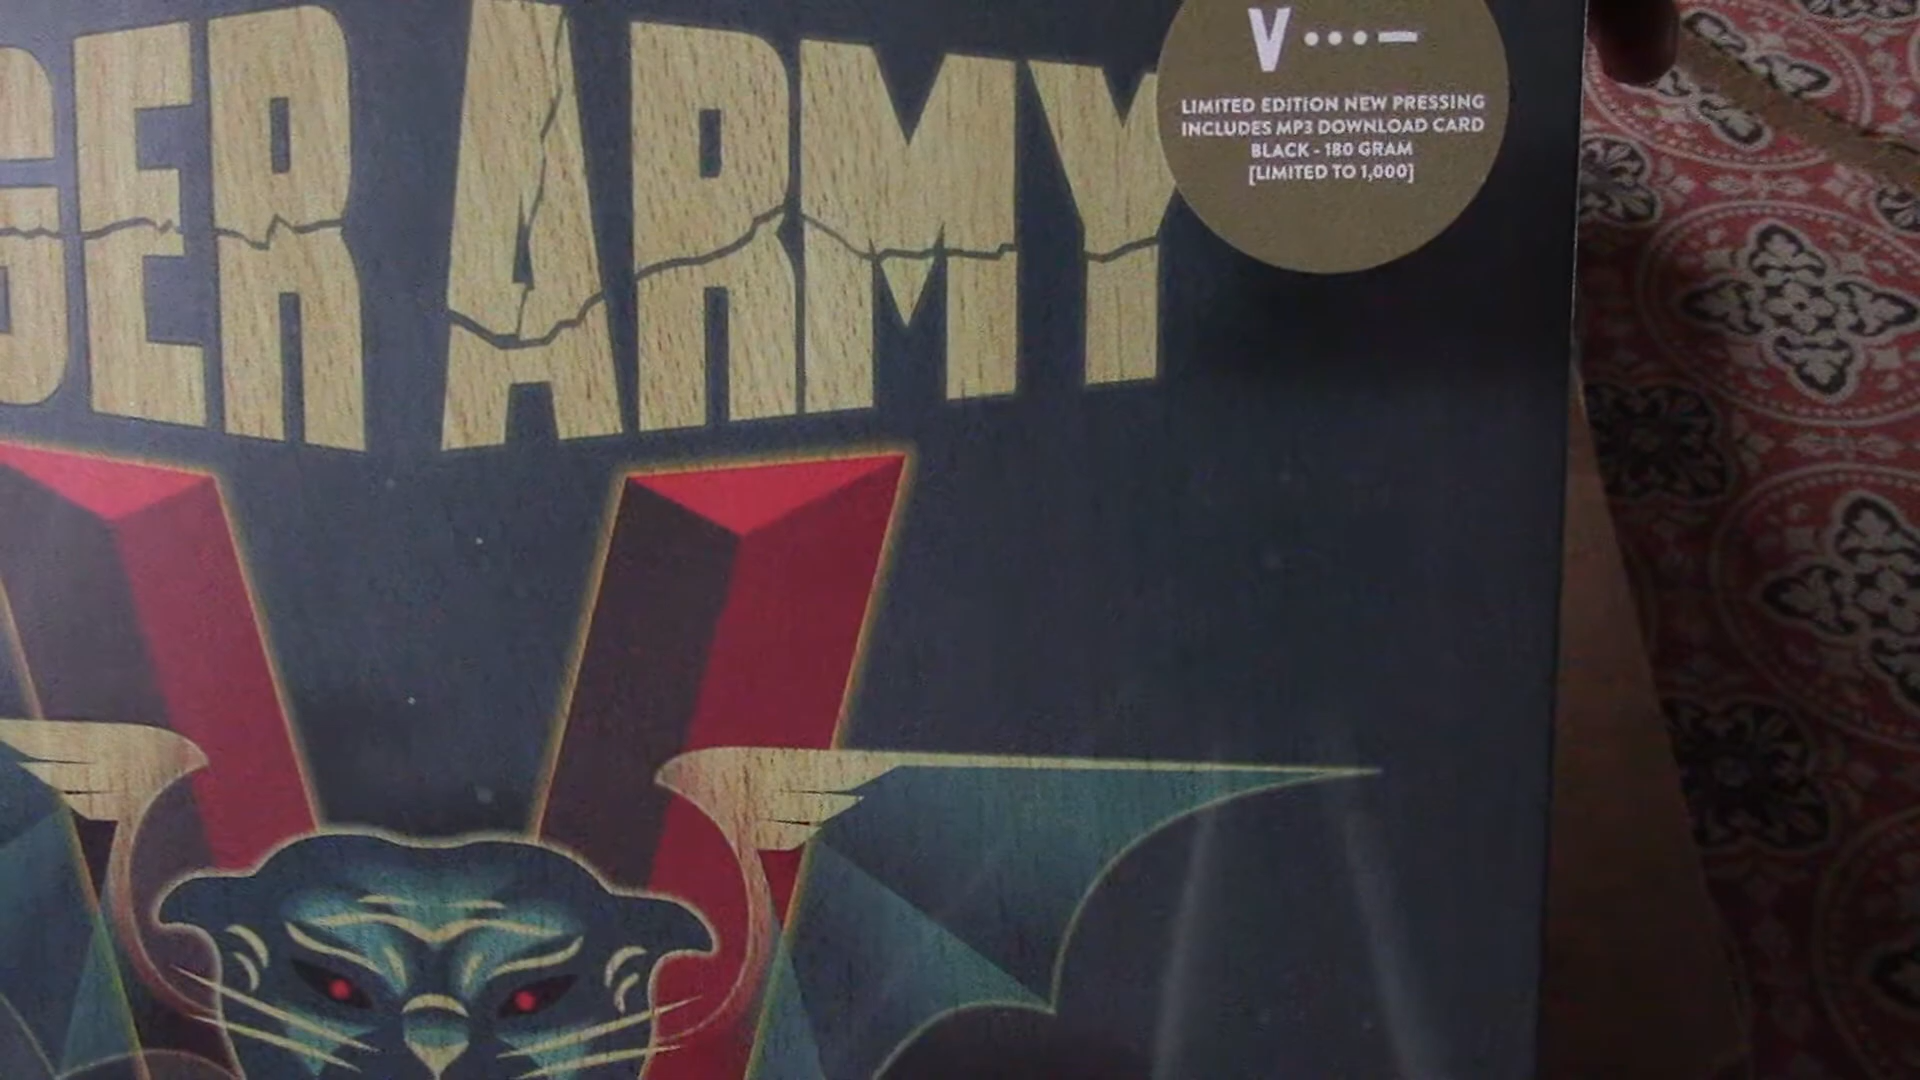 GER ARMY
V •••—
LIMITED EDITION NEW PRESSING
INCLUDES MP3 DOWNLOAD CARD
BLACK - 180 GRAM
[LIMITED TO 1,000]